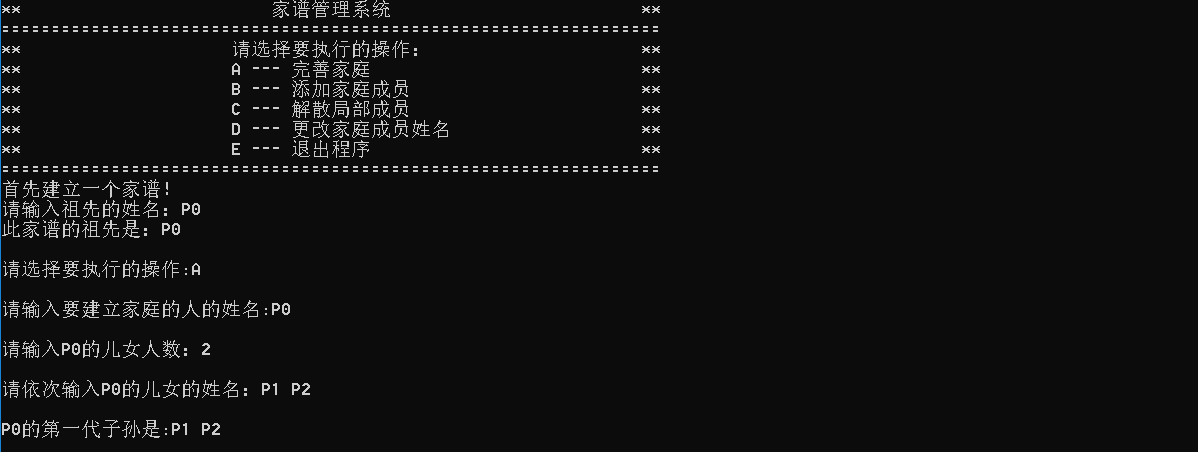 ** 家谱管理系统 **
==================================================================
** 请选择要执行的操作: **
** A --- 完善家庭 **
** B --- 添加家庭成员 **
** C --- 解散局部成员 **
** D --- 更改家庭成员姓名 **
** E --- 退出程序 **
==================================================================
首先建立一个家谱!
请输入祖先的姓名: P0
此家谱的祖先是: P0
请选择要执行的操作:A
请输入要建立家庭的人的姓名:P0
请输入P0的儿女人数: 2
请依次输入P0的儿女的姓名: P1 P2
P0的第一代子孙是:P1 P2